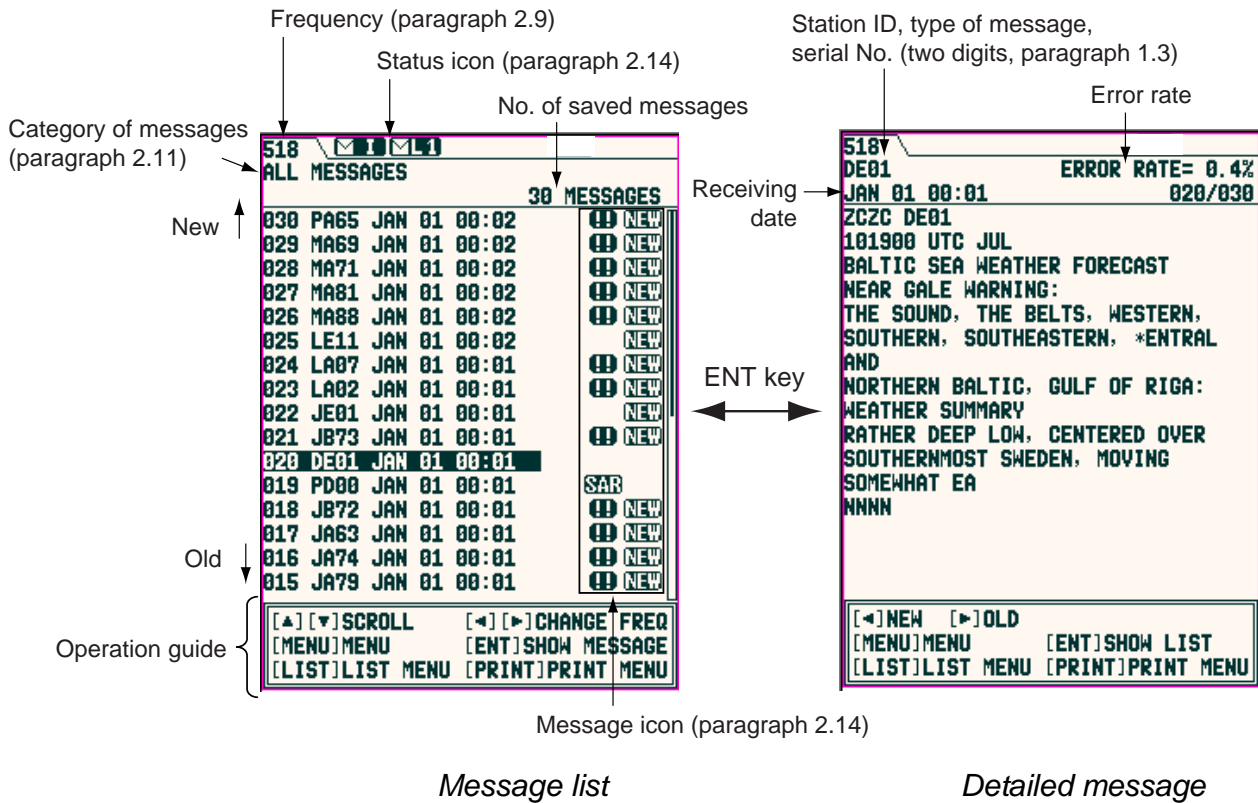 Frequency (paragraph 2.9)
Status icon (paragraph 2.14)
No. of saved messages
Category of messages
(paragraph 2.11)
New
Old
Operation guide
518 I L1
ALL MESSAGES
30 MESSAGES
030 PA65 JAN 01 00:02 !! NEW
029 MA69 JAN 01 00:02 !! NEW
028 MA71 JAN 01 00:02 !! NEW
027 MA81 JAN 01 00:02 !! NEW
026 MA88 JAN 01 00:02 !! NEW
025 LE11 JAN 01 00:02 NEW
024 LA07 JAN 01 00:01 !! NEW
023 LA02 JAN 01 00:01 !! NEW
022 JE01 JAN 01 00:01 NEW
021 JB73 JAN 01 00:01 !! NEW
020 DE01 JAN 01 00:01
019 PD00 JAN 01 00:01 SAR
018 JB72 JAN 01 00:01 !! NEW
017 JA63 JAN 01 00:01 !! NEW
016 JA74 JAN 01 00:01 !! NEW
015 JA79 JAN 01 00:01 !! NEW
[▲][▼]SCROLL [◄][►]CHANGE FREQ
[MENU]MENU [ENT]SHOW MESSAGE
[LIST]LIST MENU [PRINT]PRINT MENU
Message icon (paragraph 2.14)
Message list
ENT key
Station ID, type of message,
serial No. (two digits, paragraph 1.3)
Error rate
Receiving
date
518
DE01 ERROR RATE= 0.4%
JAN 01 00:01 020/030
ZCZC DE01
101900 UTC JUL
BALTIC SEA WEATHER FORECAST
NEAR GALE WARNING:
THE SOUND, THE BELTS, WESTERN,
SOUTHERN, SOUTHEASTERN, *ENTRAL
AND
NORTHERN BALTIC, GULF OF RIGA:
WEATHER SUMMARY
RATHER DEEP LOW, CENTERED OVER
SOUTHERNMOST SWEDEN, MOVING
SOMEWHAT EA
NNNN
[◄]NEW [►]OLD
[MENU]MENU [ENT]SHOW LIST
[LIST]LIST MENU [PRINT]PRINT MENU
Detailed message